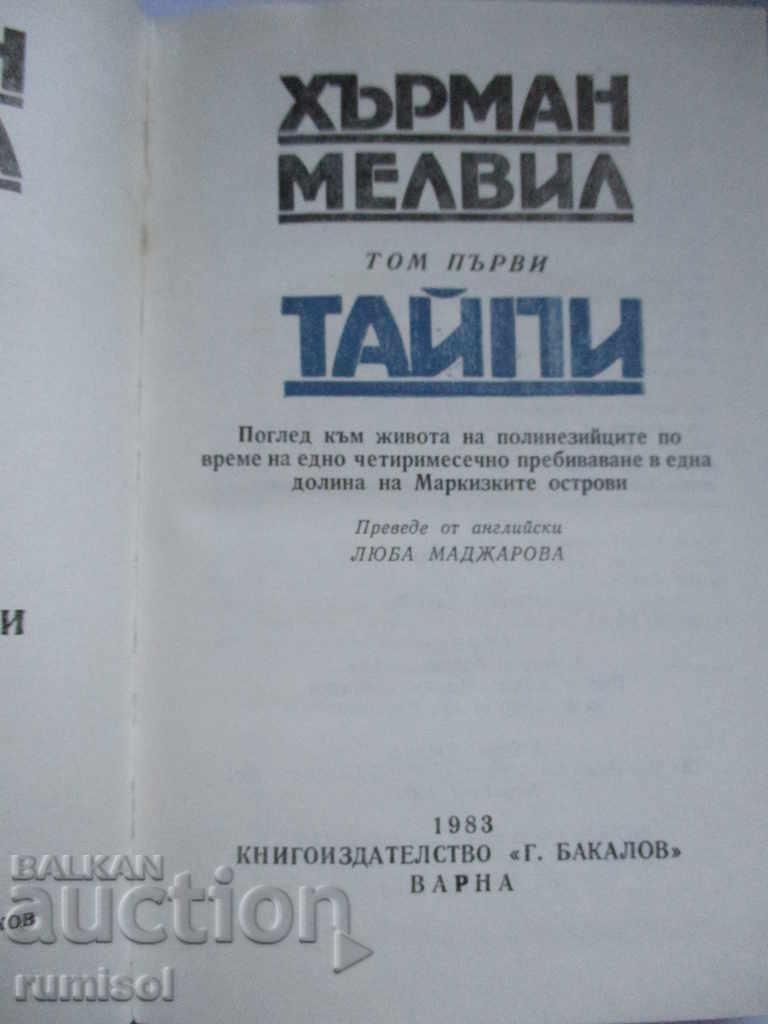 Н
А
И
ков
ХЪРМАН
МЕЛВИЛ
ТОМ ПЪРВИ
ТАЙПИ
Поглед към живота на полинезийците по
време на едно четиримесечно пребиваване в една
долина на Маркизките острови
Преведе от английски
ЛЮБА МАДЖАРОВА
1983
КНИГОИЗДАТЕЛСТВО «Г. БАКАЛОВ»
ВАРНА
BALKAN
auction
rumisol